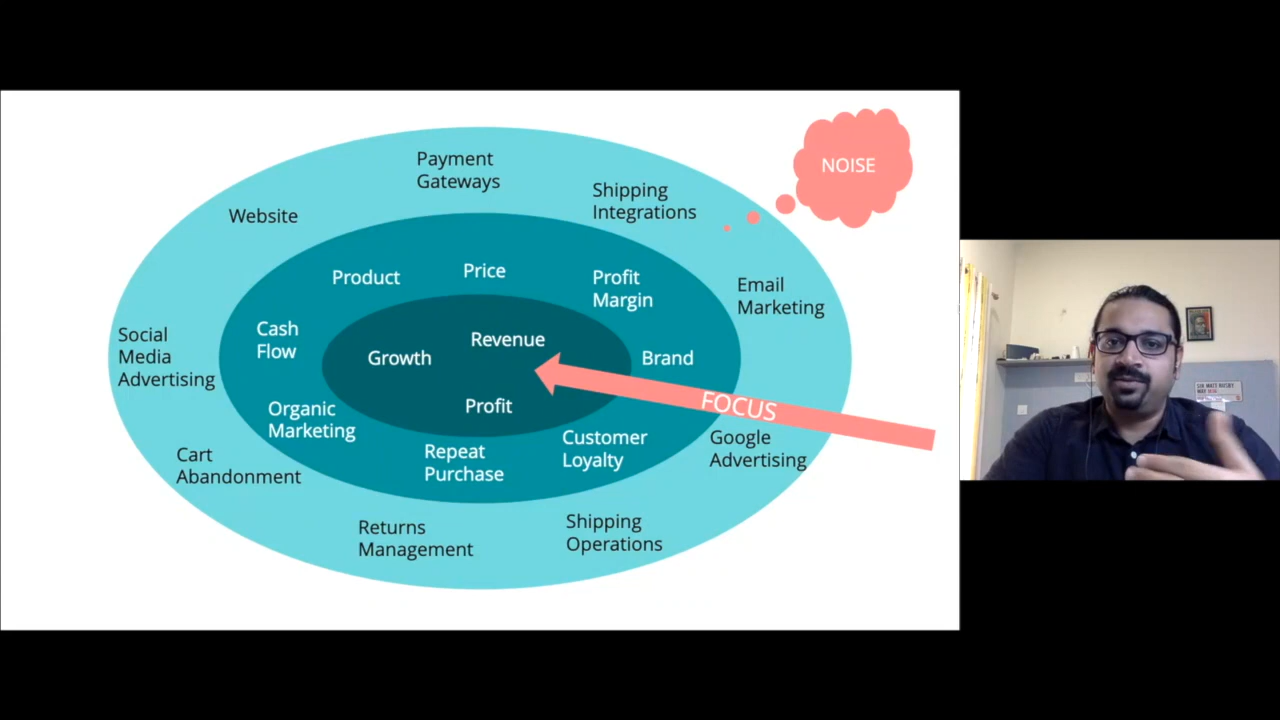 Payment
Gateways
NOISE
Shipping
Integrations
Website
Product
Price
Profit
Margin
Email
Marketing
Social
Media
Advertising
Cash
Flow
Growth
Revenue
Brand
Profit
FOCUS
Organic
Marketing
Repeat
Purchase
Customer
Loyalty
Google
Advertising
Cart
Abandonment
Returns
Management
Shipping
Operations